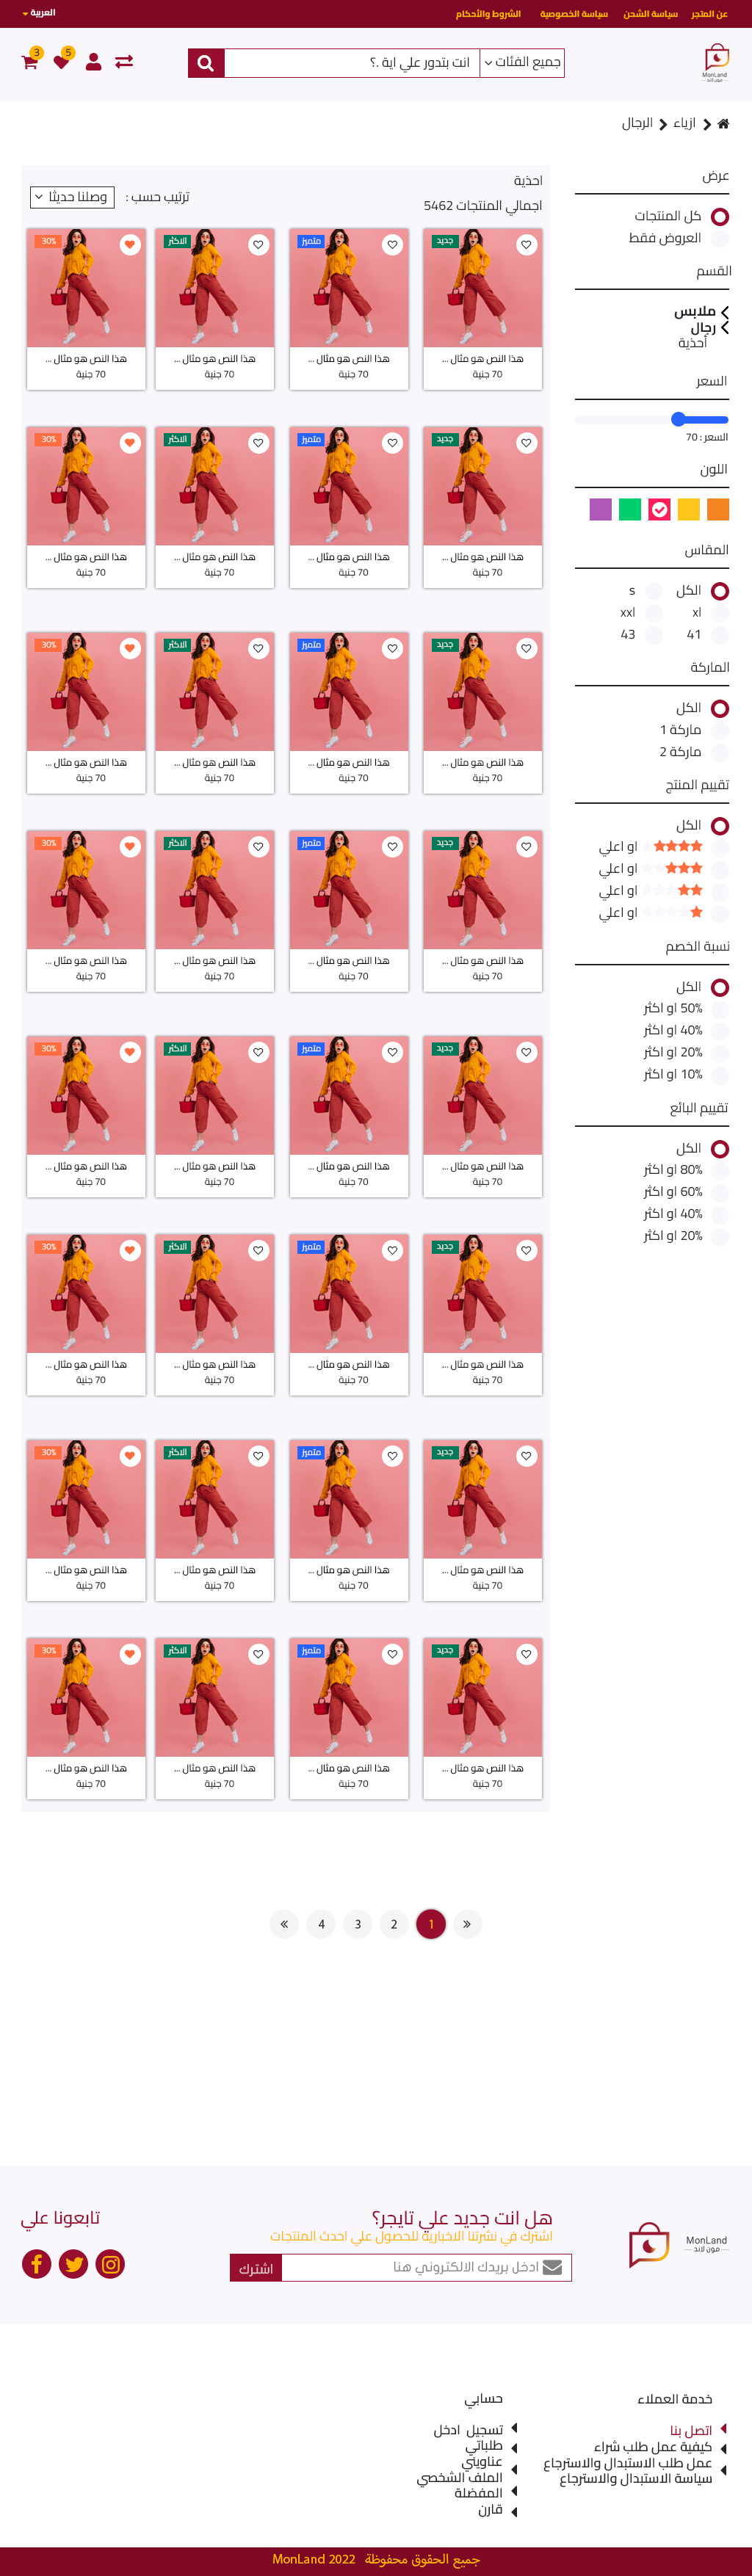 عن المتجر سياسة الشحن سياسة الخصوصية الشروط والأحكام العربية
MonLand
مون لاند
جميع الفئات انت بتدور علي اية .؟ 5 3
ازياء الرجال
عرض
كل المنتجات
العروض فقط
القسم
ملابس
رجال
أحذية
السعر
السعر : 70
اللون
المقاس
الكل s
xl xxl
41 43
الماركة
الكل
ماركة 1
ماركة 2
تقييم المنتج
الكل
او اعلي
او اعلي
او اعلي
او اعلي
نسبة الخصم
الكل
50% او اكثر
40% او اكثر
20% او اكثر
10% او اكثر
تقييم البائع
الكل
80% او اكثر
60% او اكثر
40% او اكثر
20% او اكثر
احذية
اجمالي المنتجات 5462
ترتيب حسب : وصلنا حديثا
جديد متميز الاكثر 30%
هذا النص هو مثال ... هذا النص هو مثال ... هذا النص هو مثال ... هذا النص هو مثال ...
70 جنية 70 جنية 70 جنية 70 جنية
جديد متميز الاكثر 30%
هذا النص هو مثال ... هذا النص هو مثال ... هذا النص هو مثال ... هذا النص هو مثال ...
70 جنية 70 جنية 70 جنية 70 جنية
جديد متميز الاكثر 30%
هذا النص هو مثال ... هذا النص هو مثال ... هذا النص هو مثال ... هذا النص هو مثال ...
70 جنية 70 جنية 70 جنية 70 جنية
جديد متميز الاكثر 30%
هذا النص هو مثال ... هذا النص هو مثال ... هذا النص هو مثال ... هذا النص هو مثال ...
70 جنية 70 جنية 70 جنية 70 جنية
جديد متميز الاكثر 30%
هذا النص هو مثال ... هذا النص هو مثال ... هذا النص هو مثال ... هذا النص هو مثال ...
70 جنية 70 جنية 70 جنية 70 جنية
جديد متميز الاكثر 30%
هذا النص هو مثال ... هذا النص هو مثال ... هذا النص هو مثال ... هذا النص هو مثال ...
70 جنية 70 جنية 70 جنية 70 جنية
جديد متميز الاكثر 30%
هذا النص هو مثال ... هذا النص هو مثال ... هذا النص هو مثال ... هذا النص هو مثال ...
70 جنية 70 جنية 70 جنية 70 جنية
جديد متميز الاكثر 30%
هذا النص هو مثال ... هذا النص هو مثال ... هذا النص هو مثال ... هذا النص هو مثال ...
70 جنية 70 جنية 70 جنية 70 جنية
1 2 3 4
MonLand
مون لاند
هل انت جديد علي تايجر؟
اشترك في نشرتنا الاخبارية للحصول علي احدث المنتجات
ادخل بريدك الالكتروني هنا اشترك
تابعونا علي
خدمة العملاء
اتصل بنا
كيفية عمل طلب شراء
عمل طلب الاستبدال والاسترجاع
سياسة الاستبدال والاسترجاع
حسابي
تسجيل ادخل
طلباتي
عناويني
الملف الشخصي
المفضلة
قارن
جميع الحقوق محفوظة MonLand 2022